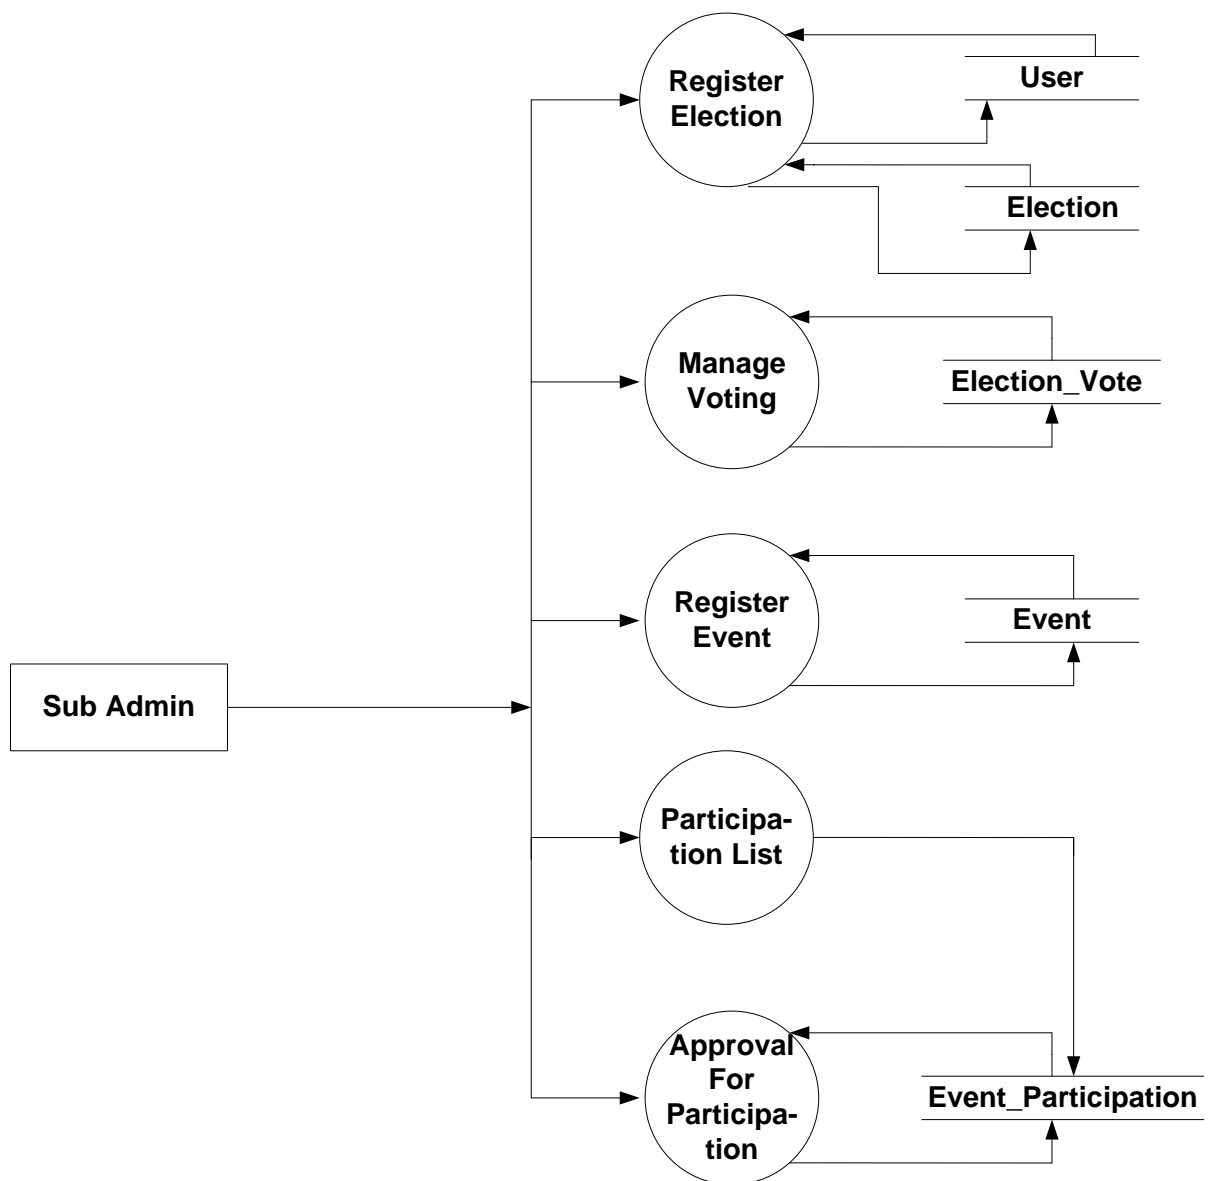 Register
Election
User
Election
Manage
Voting
Election_Vote
Register
Event
Event
Sub Admin
Participa-
tion List
Approval
For
Participa-
tion
Event_Participation